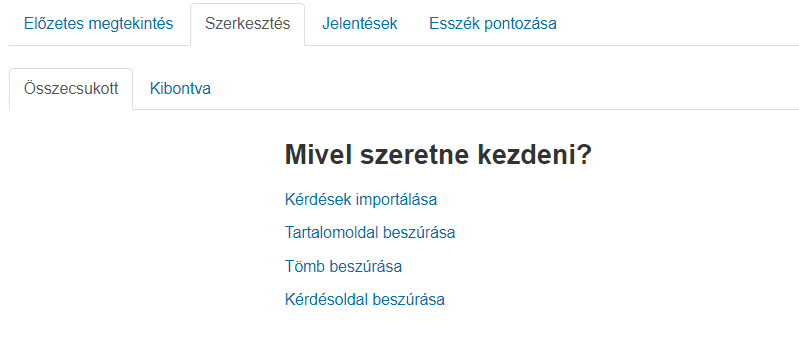 Előzetes megtekintés Szerkesztés Jelentések Esszék pontozása
Összecsukott Kibontva
Mivel szeretne kezdeni?
Kérdések importálása
Tartalomoldal beszúrása
Tömb beszúrása
Kérdésoldal beszúrása